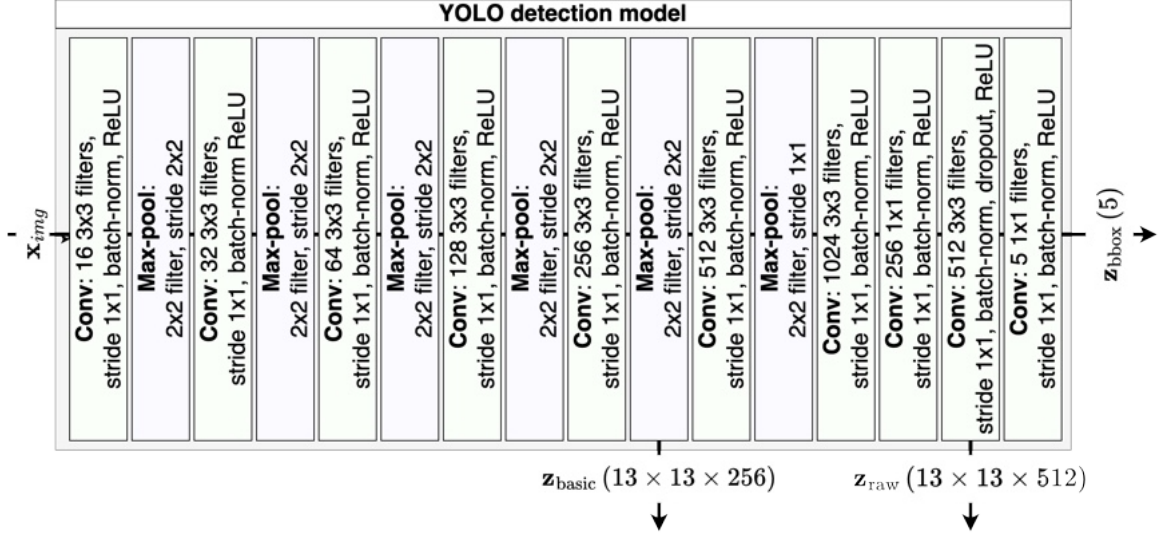 YOLO detection model
x_img
Conv: 16 3x3 filters,
stride 1x1, batch-norm, ReLU
Max-pool:
2x2 filter, stride 2x2
Conv: 32 3x3 filters,
stride 1x1, batch-norm ReLU
Max-pool:
2x2 filter, stride 2x2
Conv: 64 3x3 filters,
stride 1x1, batch-norm, ReLU
Max-pool:
2x2 filter, stride 2x2
Conv: 128 3x3 filters,
stride 1x1, batch-norm, ReLU
Max-pool:
2x2 filter, stride 2x2
Conv: 256 3x3 filters,
stride 1x1, batch-norm, ReLU
Max-pool:
2x2 filter, stride 2x2
Conv: 512 3x3 filters,
stride 1x1, batch-norm, ReLU
Max-pool:
2x2 filter, stride 1x1
Conv: 1024 3x3 filters,
stride 1x1, batch-norm, ReLU
Conv: 256 1x1 filters,
stride 1x1, batch-norm, ReLU
Conv: 512 3x3 filters,
stride 1x1, batch-norm, dropout, ReLU
Conv: 5 1x1 filters,
stride 1x1, batch-norm, ReLU
z_bbox (5)
z_basic (13 × 13 × 256)
z_raw (13 × 13 × 512)